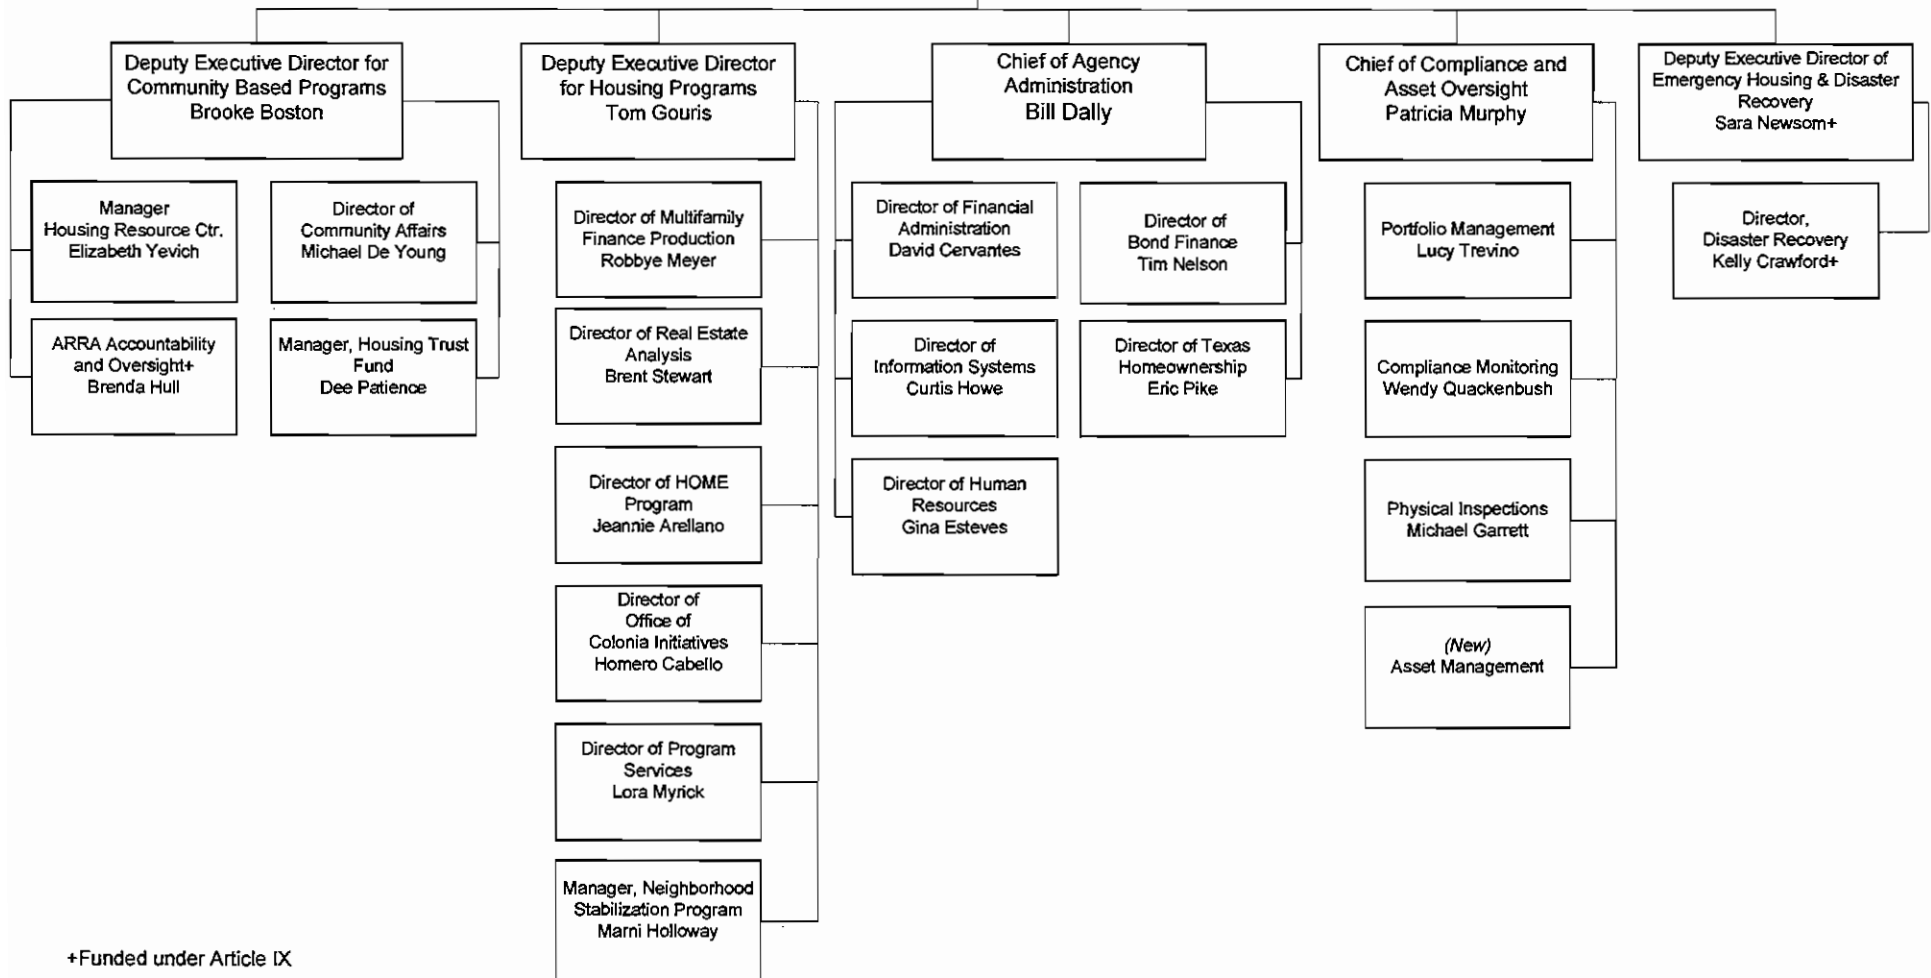 Deputy Executive Director for
Community Based Programs
Brooke Boston
Manager
Housing Resource Ctr.
Elizabeth Yevich
Director of
Community Affairs
Michael De Young
ARRA Accountability
and Oversight+
Brenda Hull
Manager, Housing Trust
Fund
Dee Patience
Deputy Executive Director
for Housing Programs
Tom Gouris
Director of Multifamily
Finance Production
Robbye Meyer
Director of Real Estate
Analysis
Brent Stewart
Director of HOME
Program
Jeannie Arellano
Director of
Office of
Colonia Initiatives
Homero Cabello
Director of Program
Services
Lora Myrick
Manager, Neighborhood
Stabilization Program
Marni Holloway
Chief of Agency
Administration
Bill Dally
Director of Financial
Administration
David Cervantes
Director of
Bond Finance
Tim Nelson
Director of
Information Systems
Curtis Howe
Director of Texas
Homeownership
Eric Pike
Director of Human
Resources
Gina Esteves
Chief of Compliance and
Asset Oversight
Patricia Murphy
Portfolio Management
Lucy Trevino
Compliance Monitoring
Wendy Quackenbush
Physical Inspections
Michael Garrett
(New)
Asset Management
Deputy Executive Director of
Emergency Housing & Disaster
Recovery
Sara Newsom+
Director,
Disaster Recovery
Kelly Crawford+
+Funded under Article IX